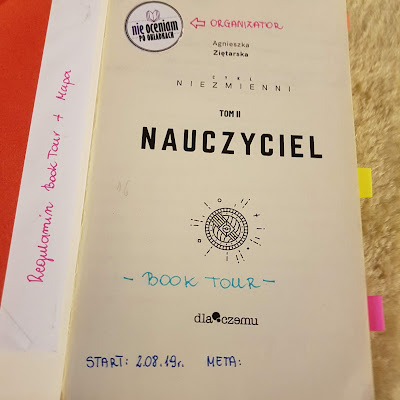 nie oceniam
po okładkach
⇦ ORGANIZATOR
Agnieszka
Ziętarska
CYKL
NIEZMIENNI
TOM II
NAUCZYCIEL
- BOOK TOUR -
dlaczemu
START: 2.08.19r. META:
Regulamin Book Tour + Mapa